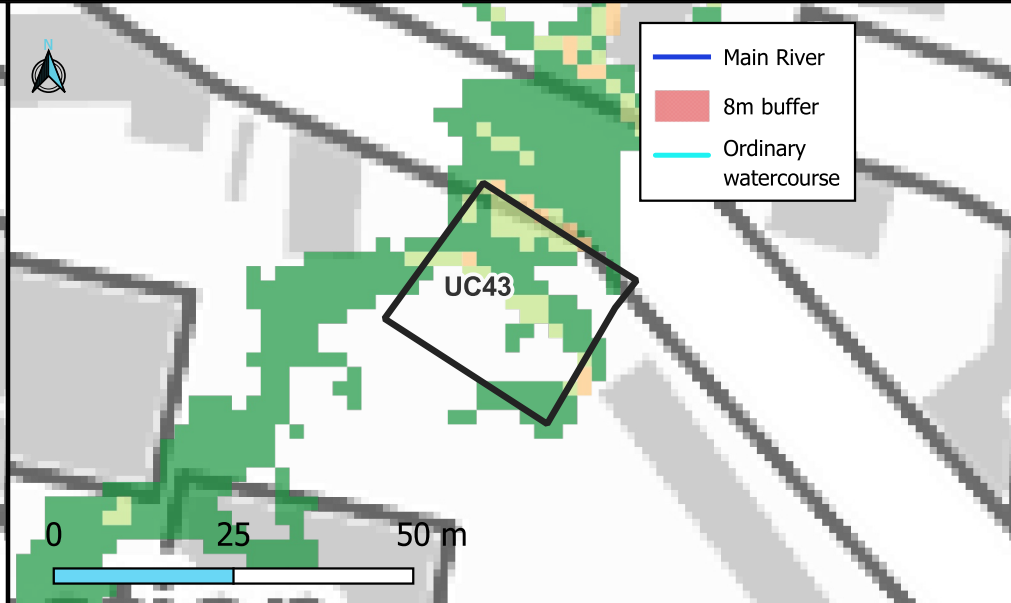 N
Main River
8m buffer
Ordinary
watercourse
UC43
0 25 50 m